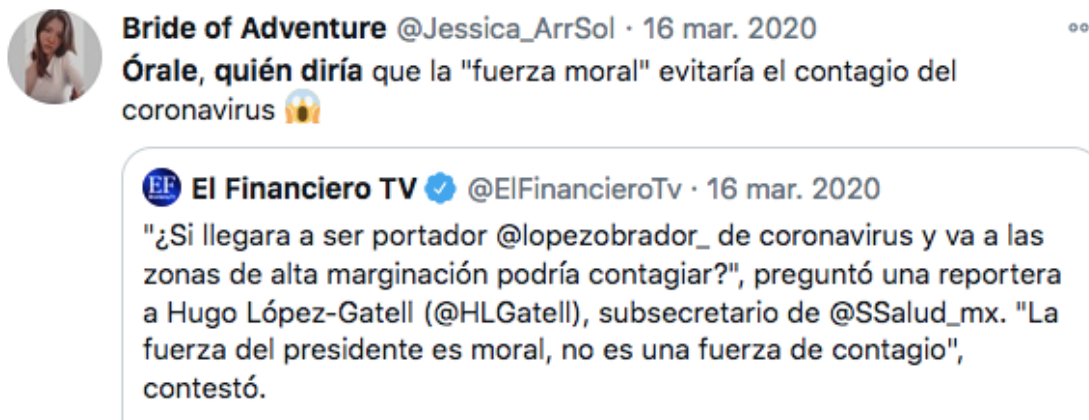 Bride of Adventure @Jessica_ArrSol · 16 mar. 2020
Órale, quién diría que la "fuerza moral" evitaría el contagio del
coronavirus 😱
EF El Financiero TV @ElFinancieroTv · 16 mar. 2020
"¿Si llegara a ser portador @lopezobrador_ de coronavirus y va a las
zonas de alta marginación podría contagiar?", preguntó una reportera
a Hugo López-Gatell (@HLGatell), subsecretario de @SSalud_mx. "La
fuerza del presidente es moral, no es una fuerza de contagio",
contestó.